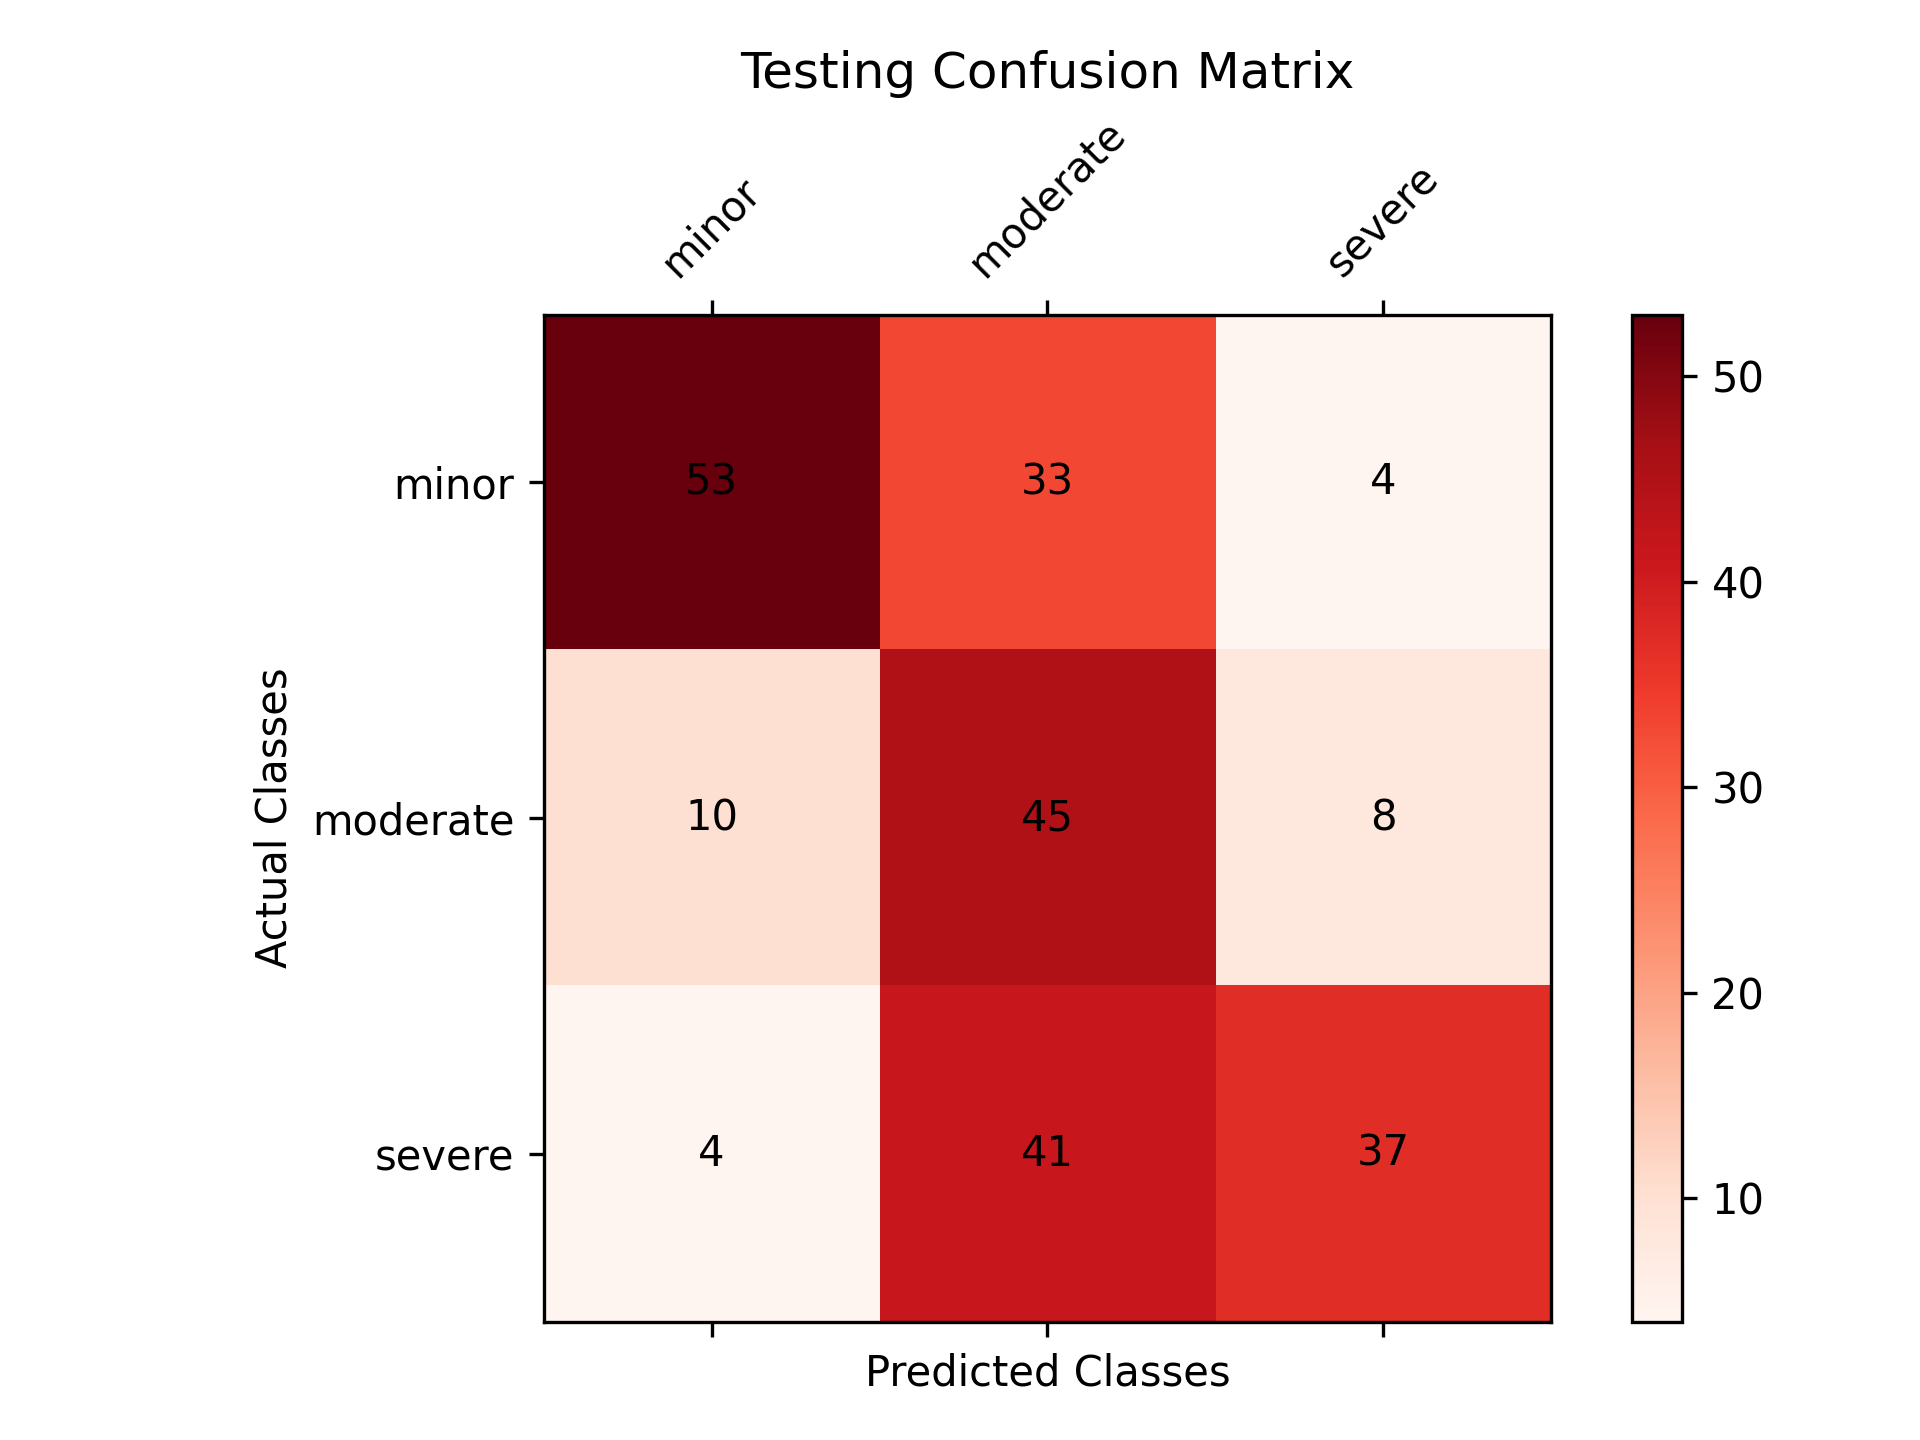 Testing Confusion Matrix
minor moderate severe
minor 53 33 4
moderate 10 45 8
severe 4 41 37
Actual Classes
Predicted Classes
50
40
30
20
10